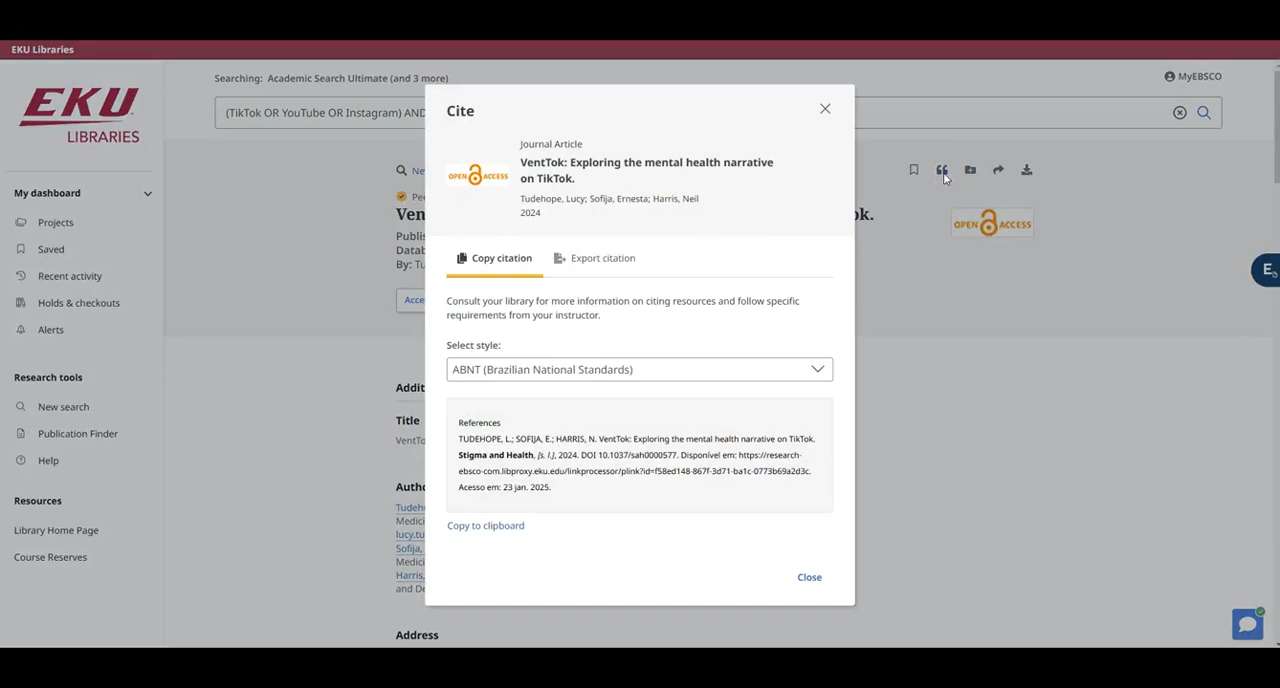 EKU Libraries
EKU
LIBRARIES
Searching: Academic Search Ultimate (and 3 more)
MyEBSCO
(TikTok OR YouTube OR Instagram) AND
My dashboard
Projects
Saved
Recent activity
Holds & checkouts
Alerts
Research tools
New search
Publication Finder
Help
Resources
Library Home Page
Course Reserves
OPEN ACCESS
Title
Address
Cite
Journal Article
OPEN ACCESS
VentTok: Exploring the mental health narrative
on TikTok.
Tudehope, Lucy; Sofija, Ernesta; Harris, Neil
2024
Copy citation
Export citation
Consult your library for more information on citing resources and follow specific
requirements from your instructor.
Select style:
ABNT (Brazilian National Standards)
References
TUDEHOPE, L.; SOFIJA, E.; HARRIS, N. VentTok: Exploring the mental health narrative on TikTok.
Stigma and Health, [s. l.], 2024. DOI 10.1037/sah0000577. Disponível em: https://research-
ebsco-com.libproxy.eku.edu/linkprocessor/plink?id=f58ed148-867f-3d71-ba1c-0773b69a2d3c.
Acesso em: 23 jan. 2025.
Copy to clipboard
Close